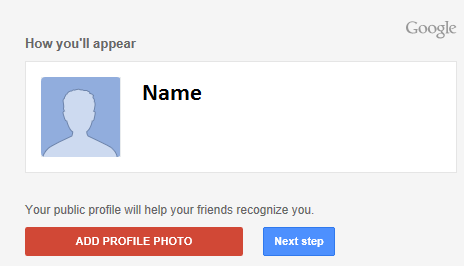 Google
How you'll appear
Name
Your public profile will help your friends recognize you.
ADD PROFILE PHOTO
Next step